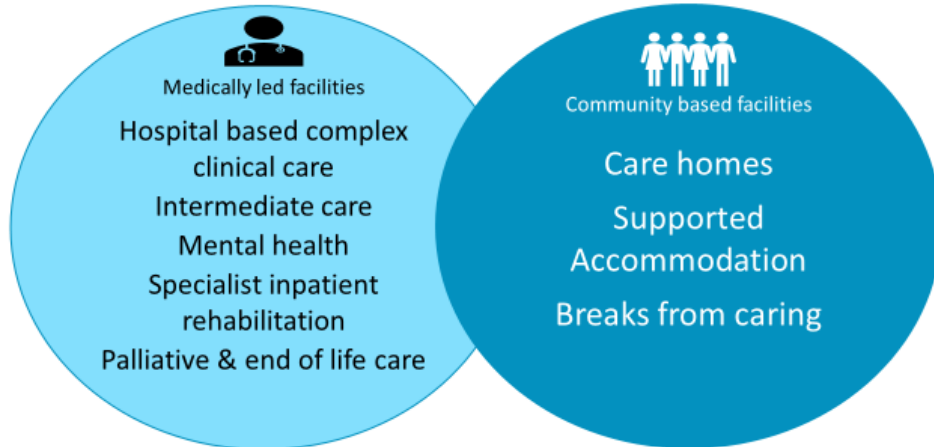 Medically led facilities
Hospital based complex
clinical care
Intermediate care
Mental health
Specialist inpatient
rehabilitation
Palliative & end of life care
Community based facilities
Care homes
Supported
Accommodation
Breaks from caring